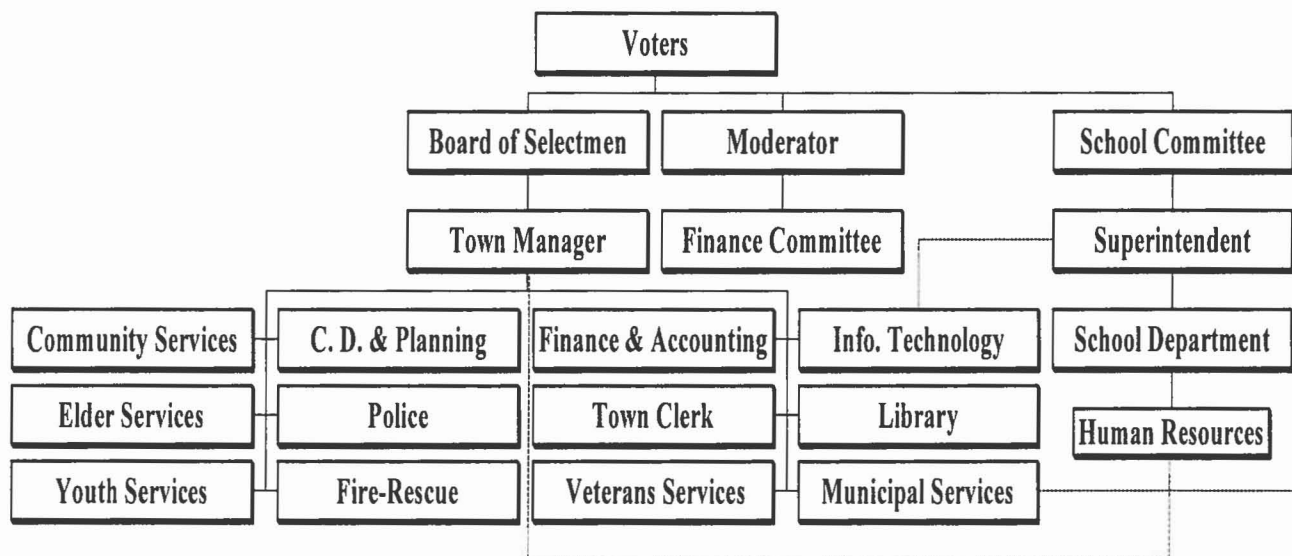 Voters
Board of Selectmen
Moderator
School Committee
Town Manager
Finance Committee
Superintendent
Community Services
C. D. & Planning
Finance & Accounting
Info. Technology
School Department
Elder Services
Police
Town Clerk
Library
Human Resources
Youth Services
Fire-Rescue
Veterans Services
Municipal Services